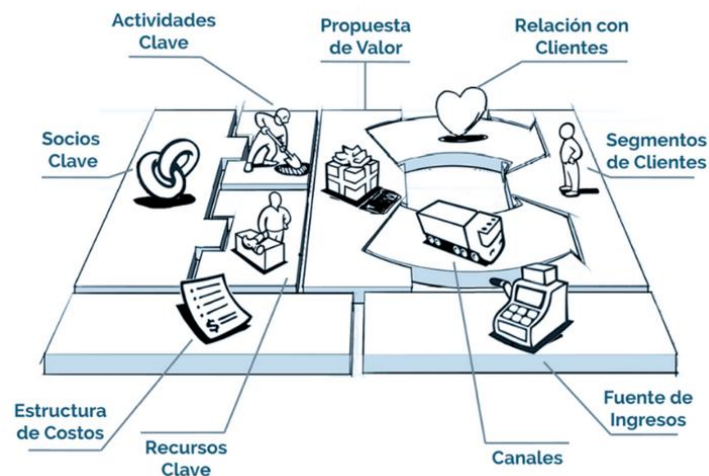 Actividades
Clave
Propuesta
de Valor
Relación con
Clientes
Socios
Clave
Segmentos
de Clientes
$
Estructura
de Costos
Recursos
Clave
Canales
Fuente de
Ingresos